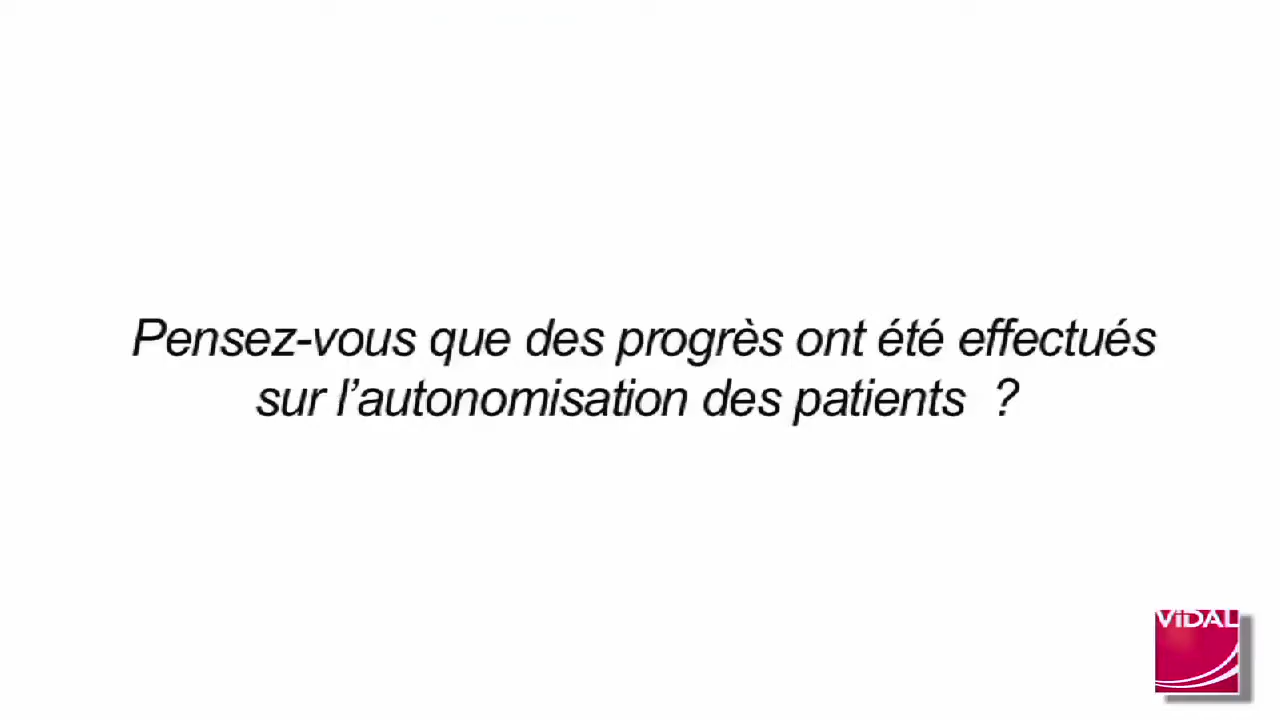 Pensez-vous que des progrès ont été effectués
sur l’autonomisation des patients  ?
ViDAL